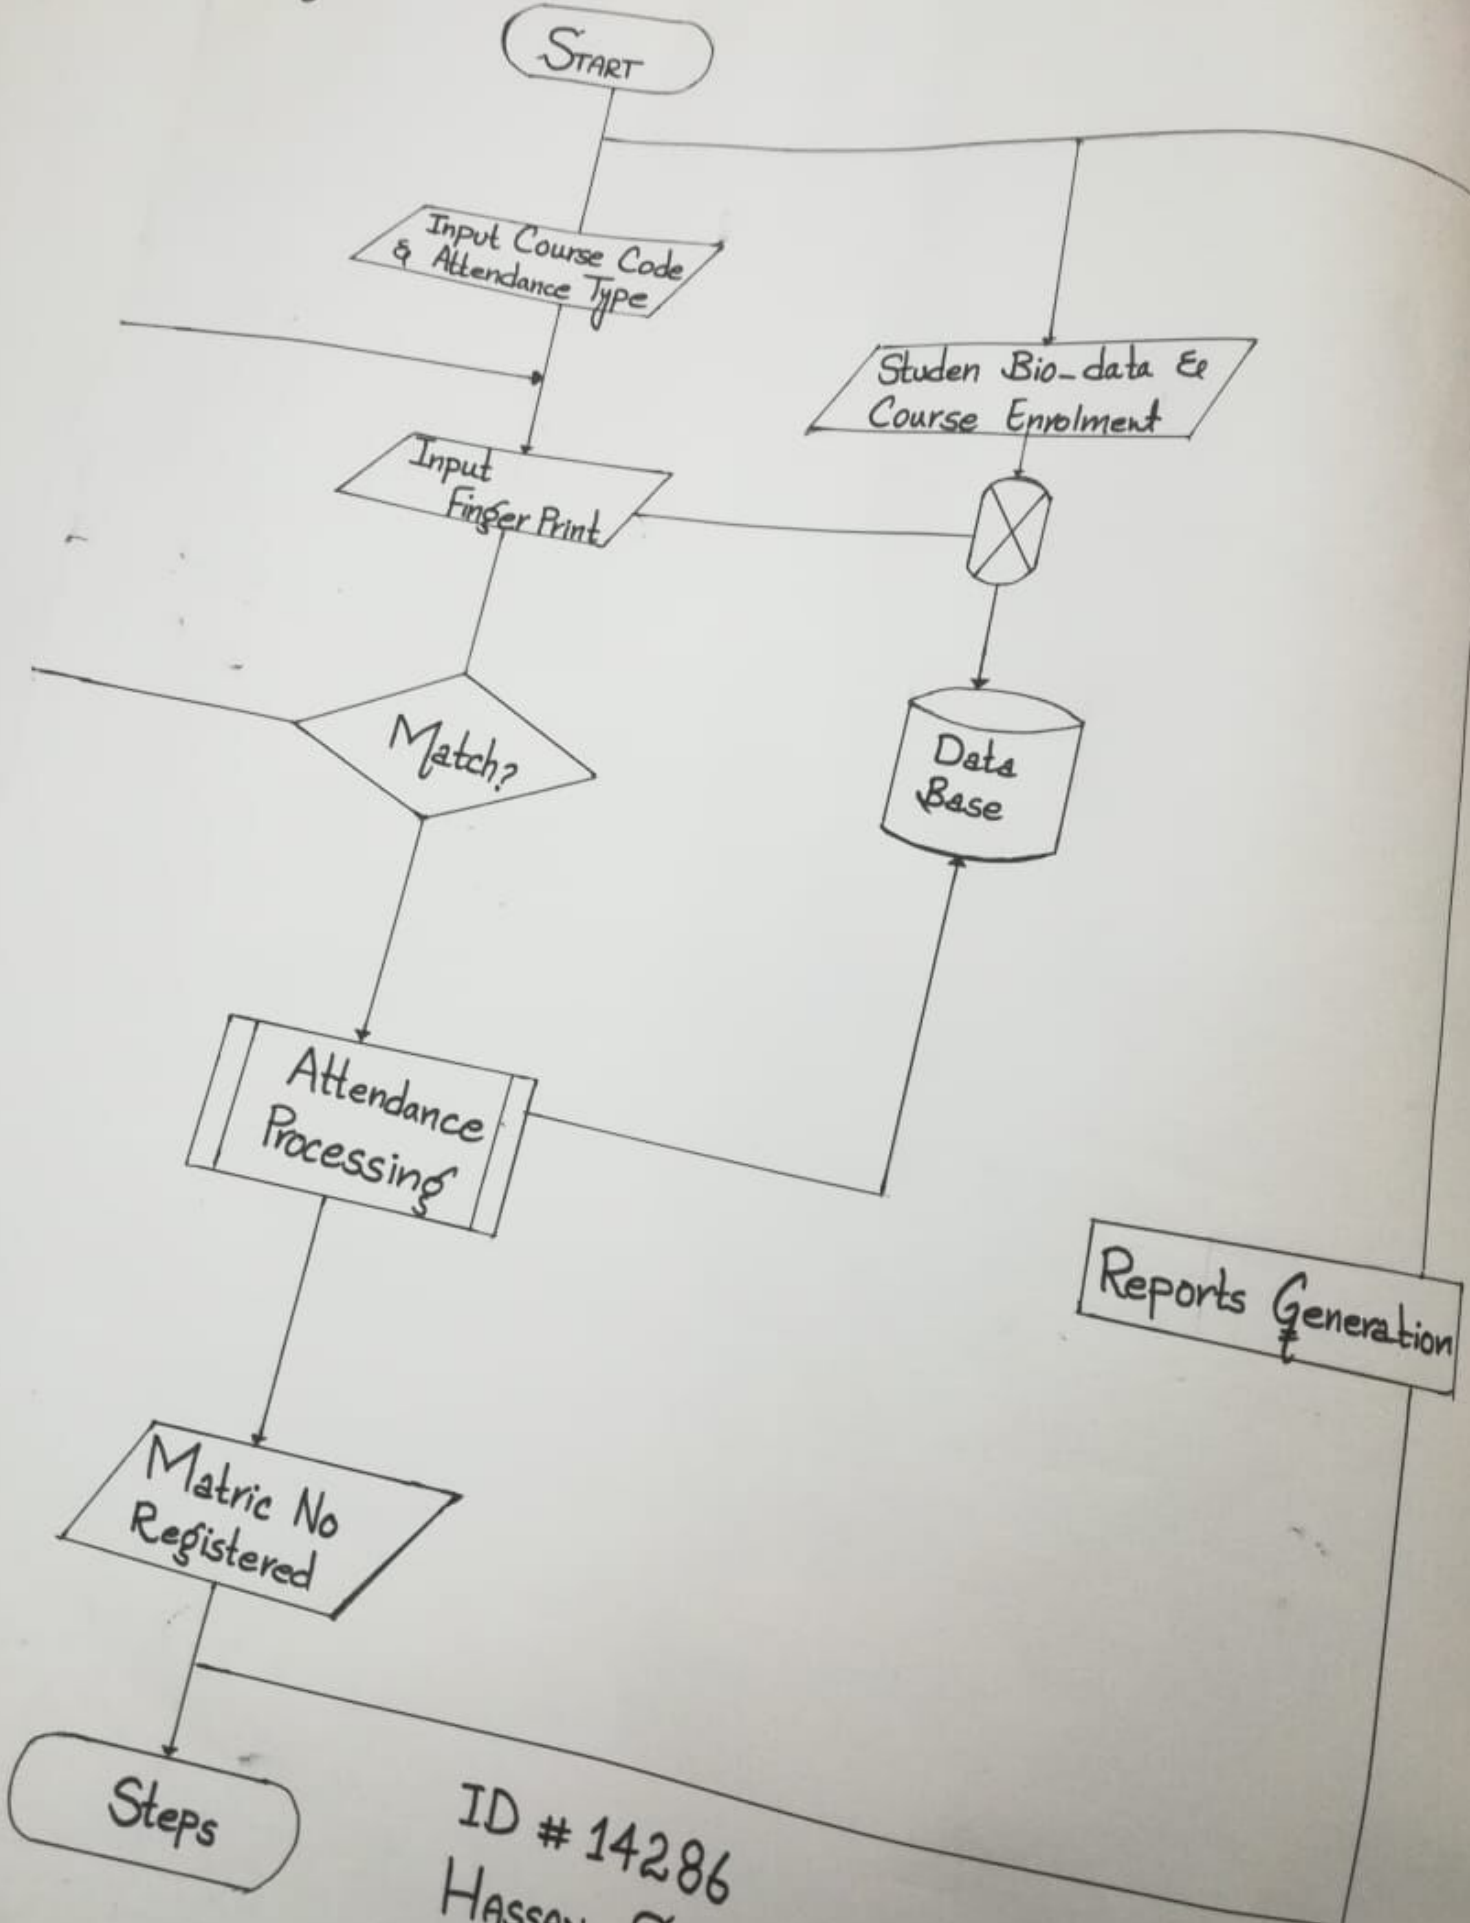 START
Input Course Code
& Attendance Type
Studen Bio-data &
Course Enrolment
Input
Finger Print
Match?
Data
Base
Attendance
Processing
Reports Generation
Matric No
Registered
Steps
ID # 14286